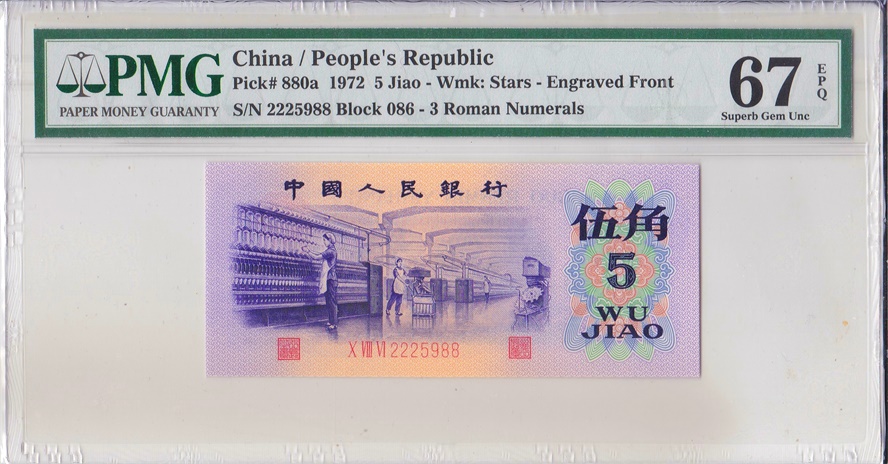 PMG
PAPER MONEY GUARANTY
China / People's Republic
Pick# 880a 1972 5 Jiao - Wmk: Stars - Engraved Front
S/N 2225988 Block 086 - 3 Roman Numerals
67
EPQ
Superb Gem Unc
中國人民銀行
伍角
5
WU
JIAO
X VIII VI 2225988